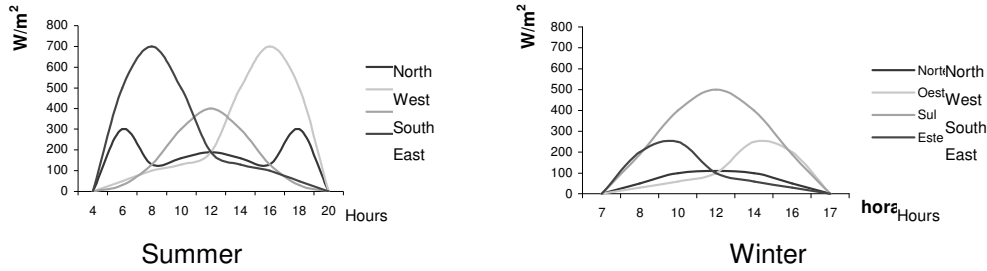 W/m²
800
700
600
500
400
300
200
100
0
4 6 8 10 12 14 16 18 20
Hours
North
West
South
East
Summer
W/m²
800
700
600
500
400
300
200
100
0
7 8 10 12 14 16 17
hora Hours
Norte North
Oest West
Sul South
Este East
Winter